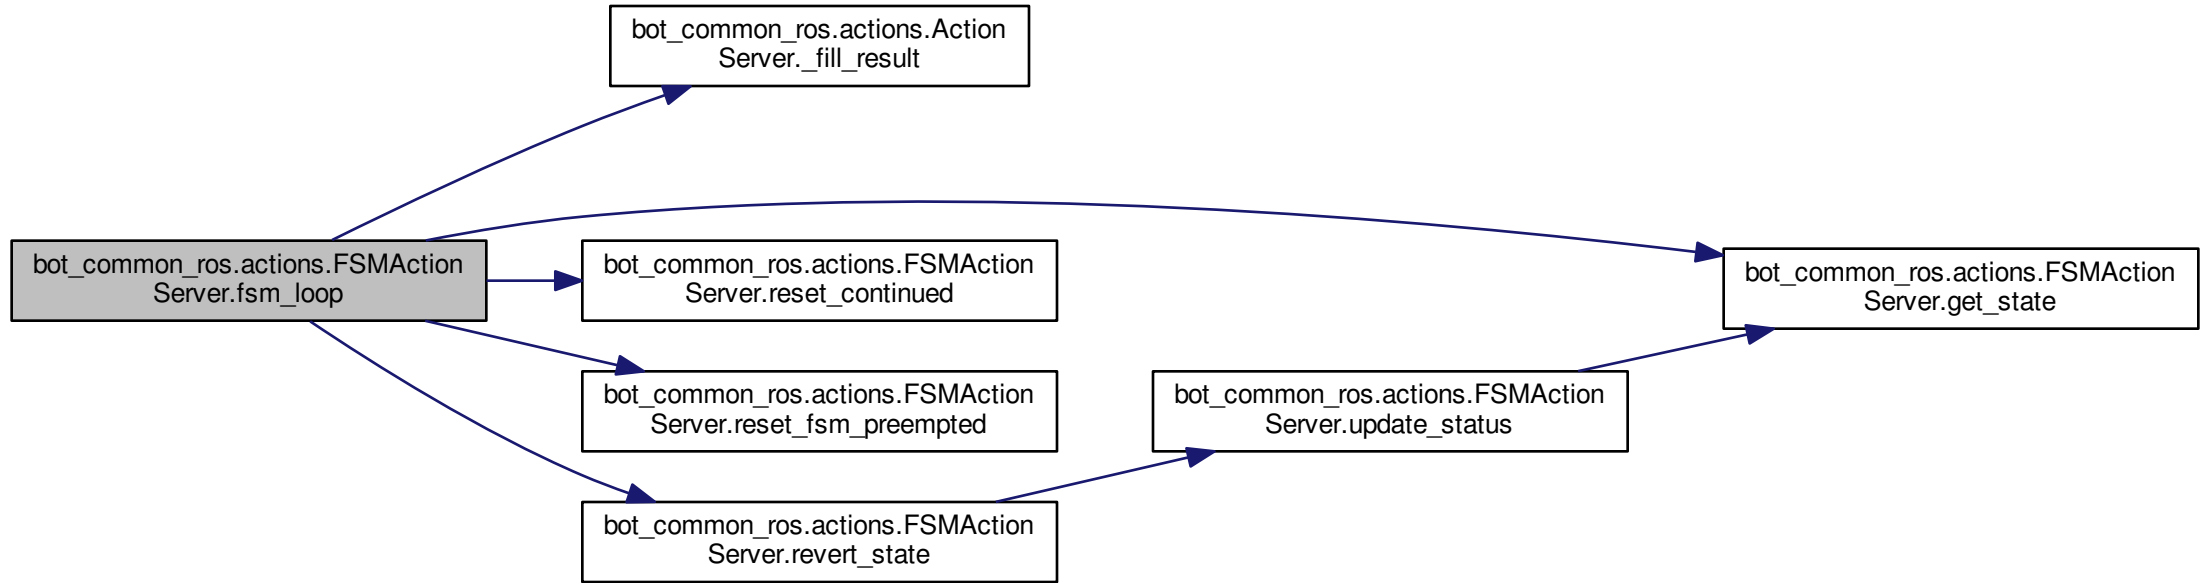 bot_common_ros.actions.Action
Server._fill_result
bot_common_ros.actions.FSMAction
Server.fsm_loop
bot_common_ros.actions.FSMAction
Server.reset_continued
bot_common_ros.actions.FSMAction
Server.get_state
bot_common_ros.actions.FSMAction
Server.reset_fsm_preempted
bot_common_ros.actions.FSMAction
Server.update_status
bot_common_ros.actions.FSMAction
Server.revert_state